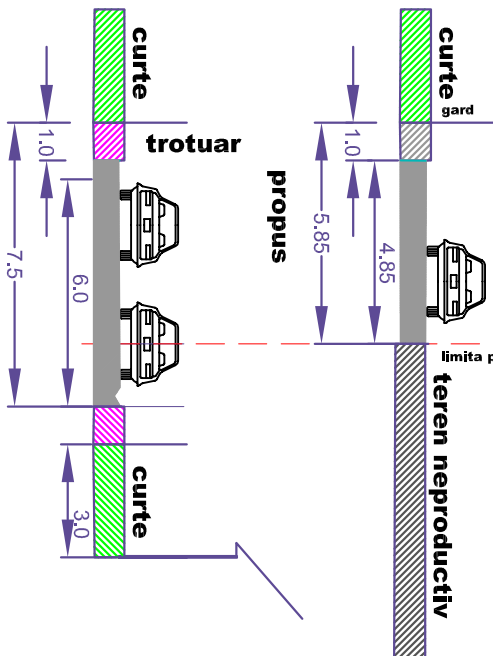 curte
trotuar
1.0
7.5
6.0
curte
3.0
propus
curte
gard
1.0
5.85
4.85
limita p
teren neproductiv